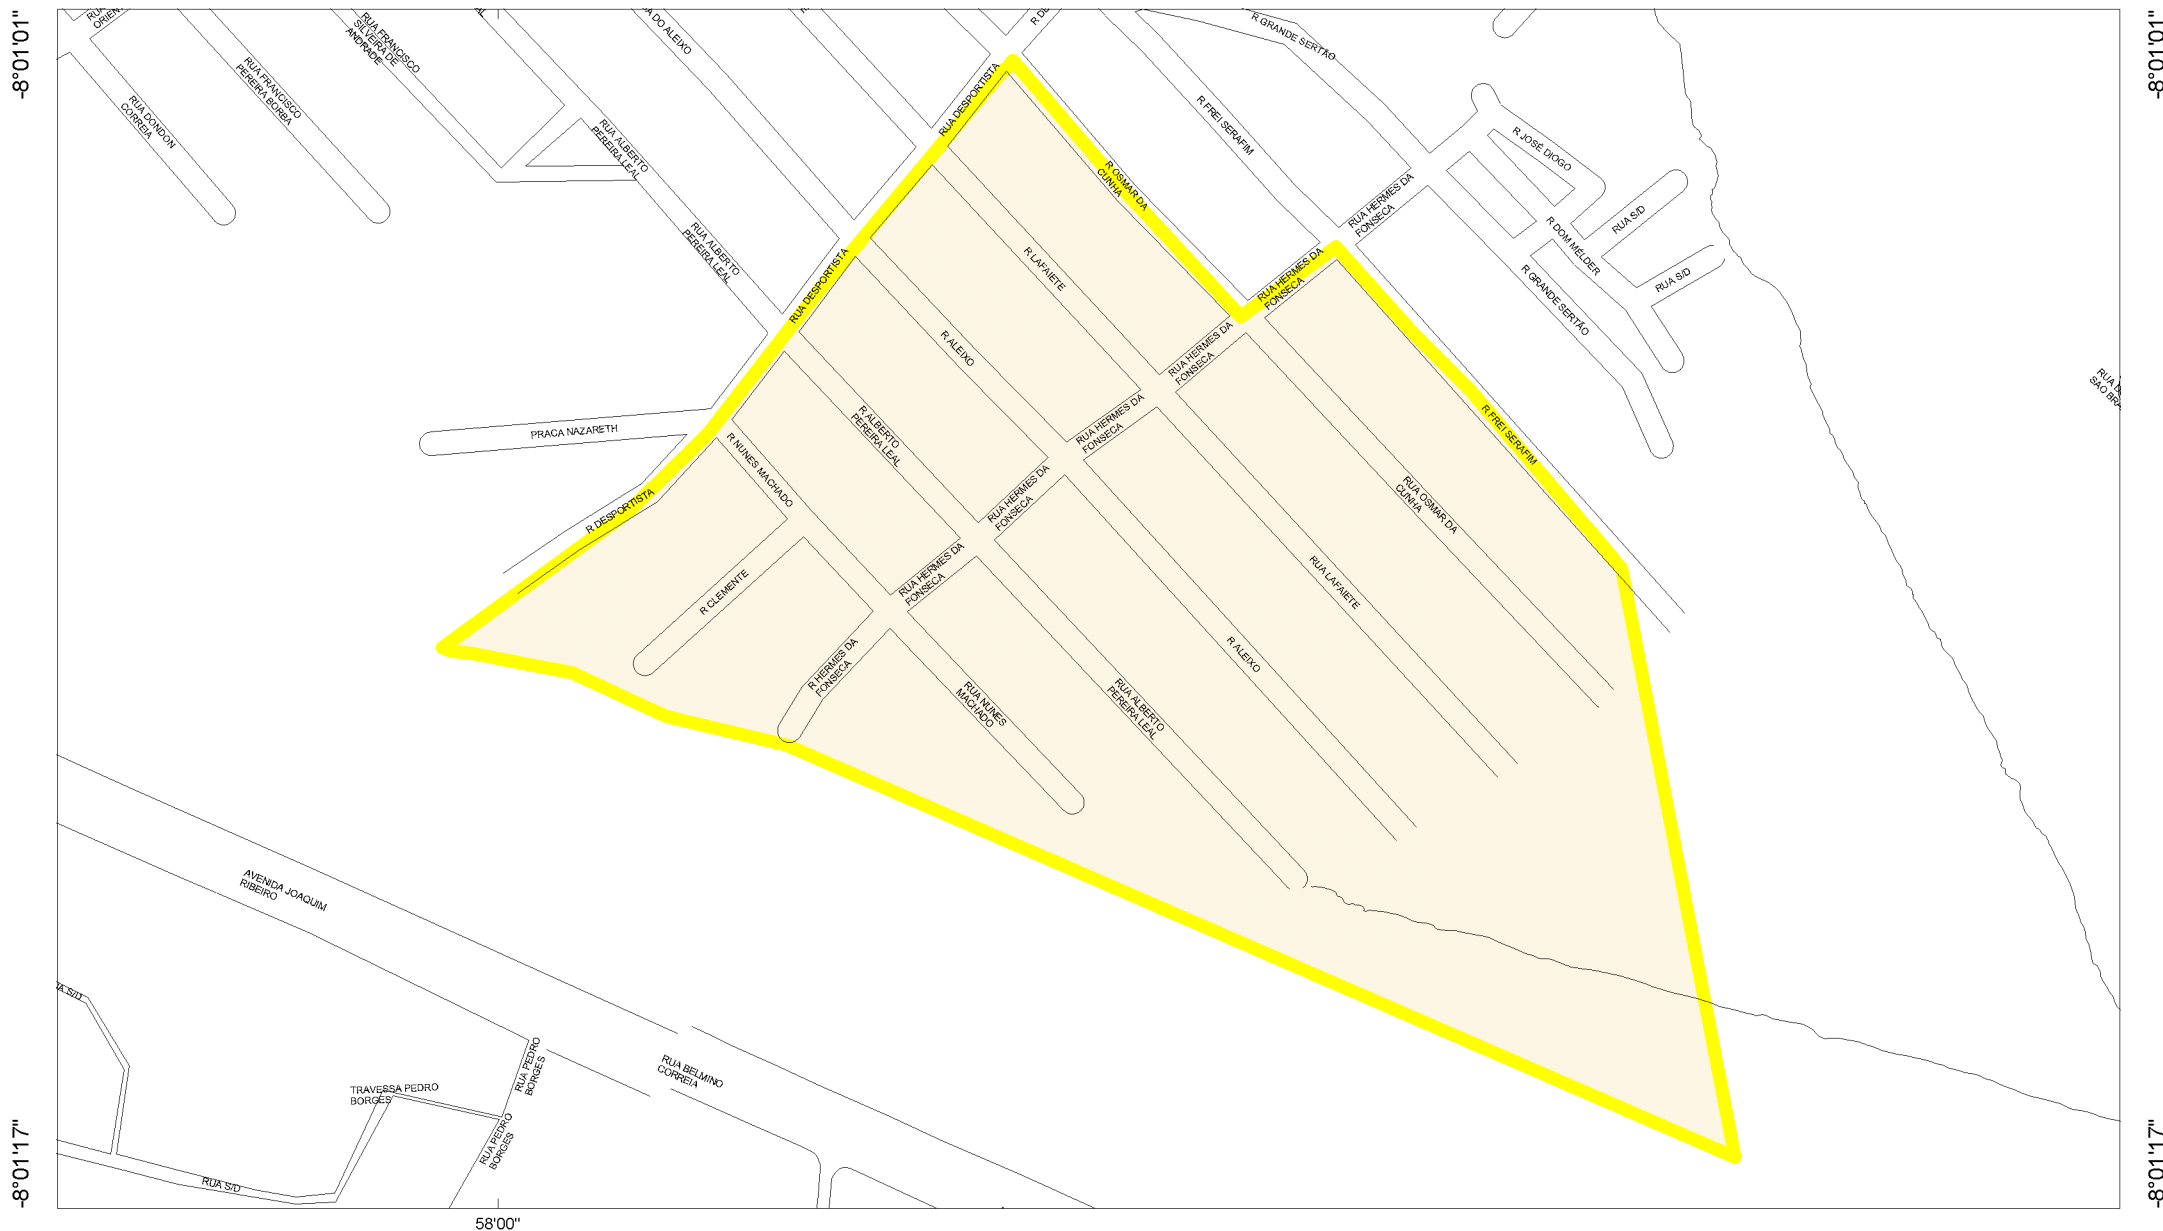 -8°01'01"
-8°01'01"
ORIEN
RUA FRANCISCO
SILVEIRA DE
ANDRADE
RUA FRANCISCO
PEREIRA BORBA
RUA DONDON
CORREIA
DO ALEIXO
R GRANDE SERTÃO
RUA DESPORTISTA
R FREI SERAFIM
RUA ALBERTO
PEREIRA LEAL
R OSMAR DA
CUNHA
R JOSE DIOGO
RUA HERMES DA
FONSECA
RUA S/D
R DOM MELDER
RUA S/D
RUA ALBERTO
PEREIRA LEAL
RUA DESPORTISTA
R LAFAIETE
RUA HERMES DA
FONSECA
R GRANDE SERTÃO
R ALEIXO
RUA HERMES DA
FONSECA
R ALBERTO
PEREIRA LEAL
RUA HERMES DA
FONSECA
R FREI SERAFIM
PRACA NAZARETH
R NUNES MACHADO
RUA HERMES DA
FONSECA
RUA OSMAR DA
CUNHA
R DESPORTISTA
RUA HERMES DA
FONSECA
R CLEMENTE
RUA LAFAIETE
R HERMES DA
FONSECA
R ALEIXO
RUA NUNES
MACHADO
RUA ALBERTO
PEREIRA LEAL
AVENIDA JOAQUIM
RIBEIRO
RUA PEDRO
BORGES
RUA BELMINO
CORREIA
TRAVESSA PEDRO
BORGES
RUA PEDRO
BORGES
RUA S/D
-8°01'17"
-8°01'17"
58'00"